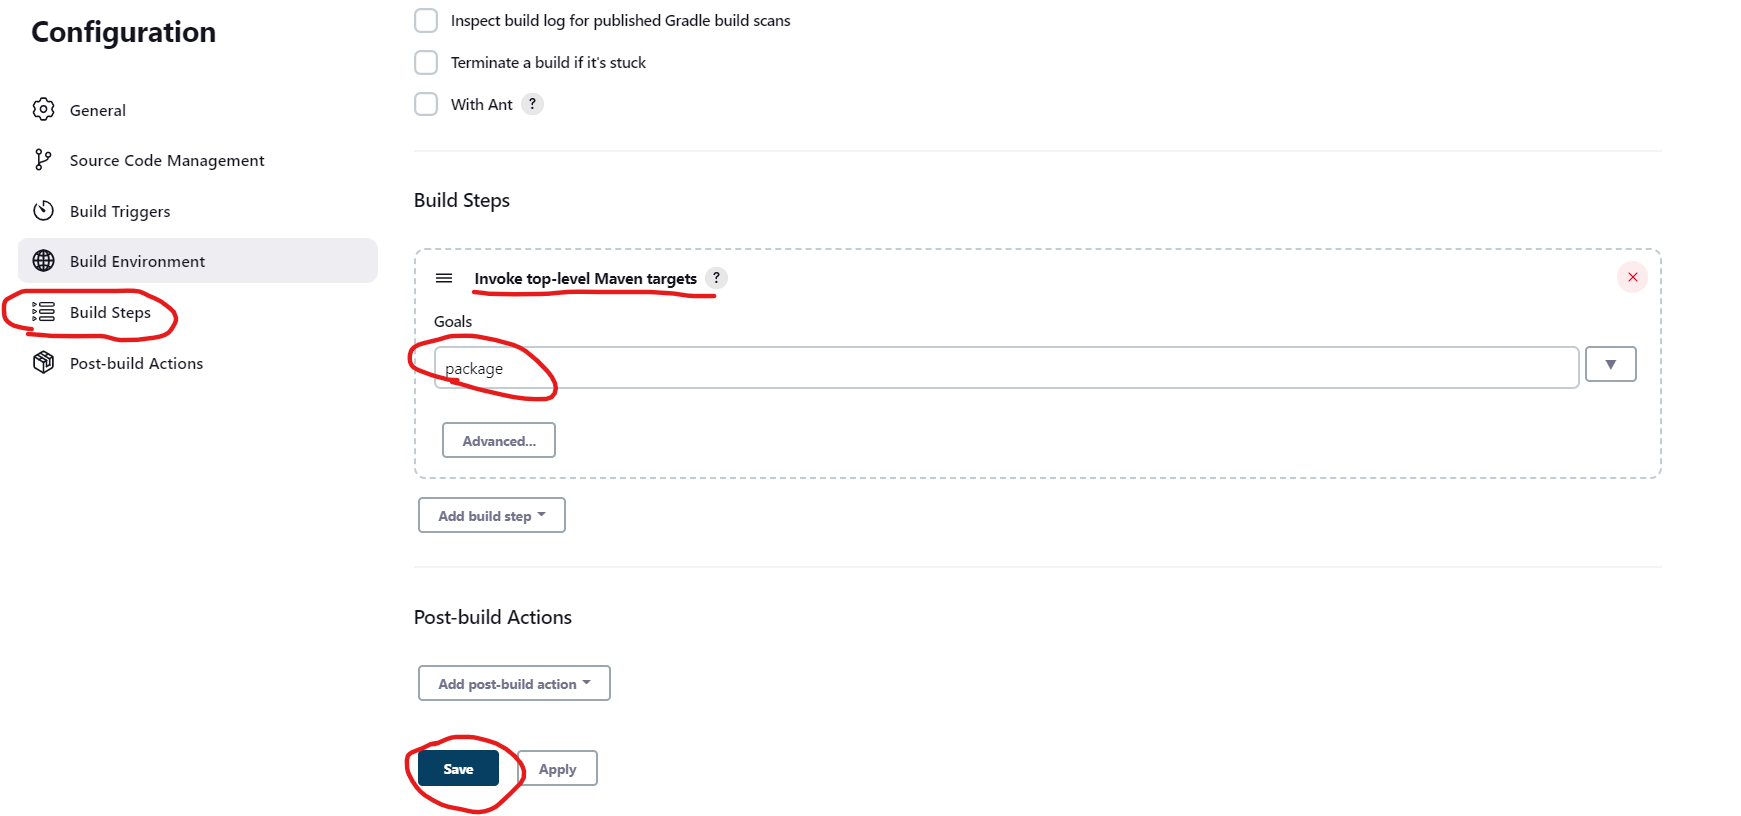 Configuration
General
Source Code Management
Build Triggers
Build Environment
Build Steps
Post-build Actions
Inspect build log for published Gradle build scans
Terminate a build if it's stuck
With Ant ?
Build Steps
Invoke top-level Maven targets ?
Goals
package
Advanced...
Add build step
Post-build Actions
Add post-build action
Save Apply